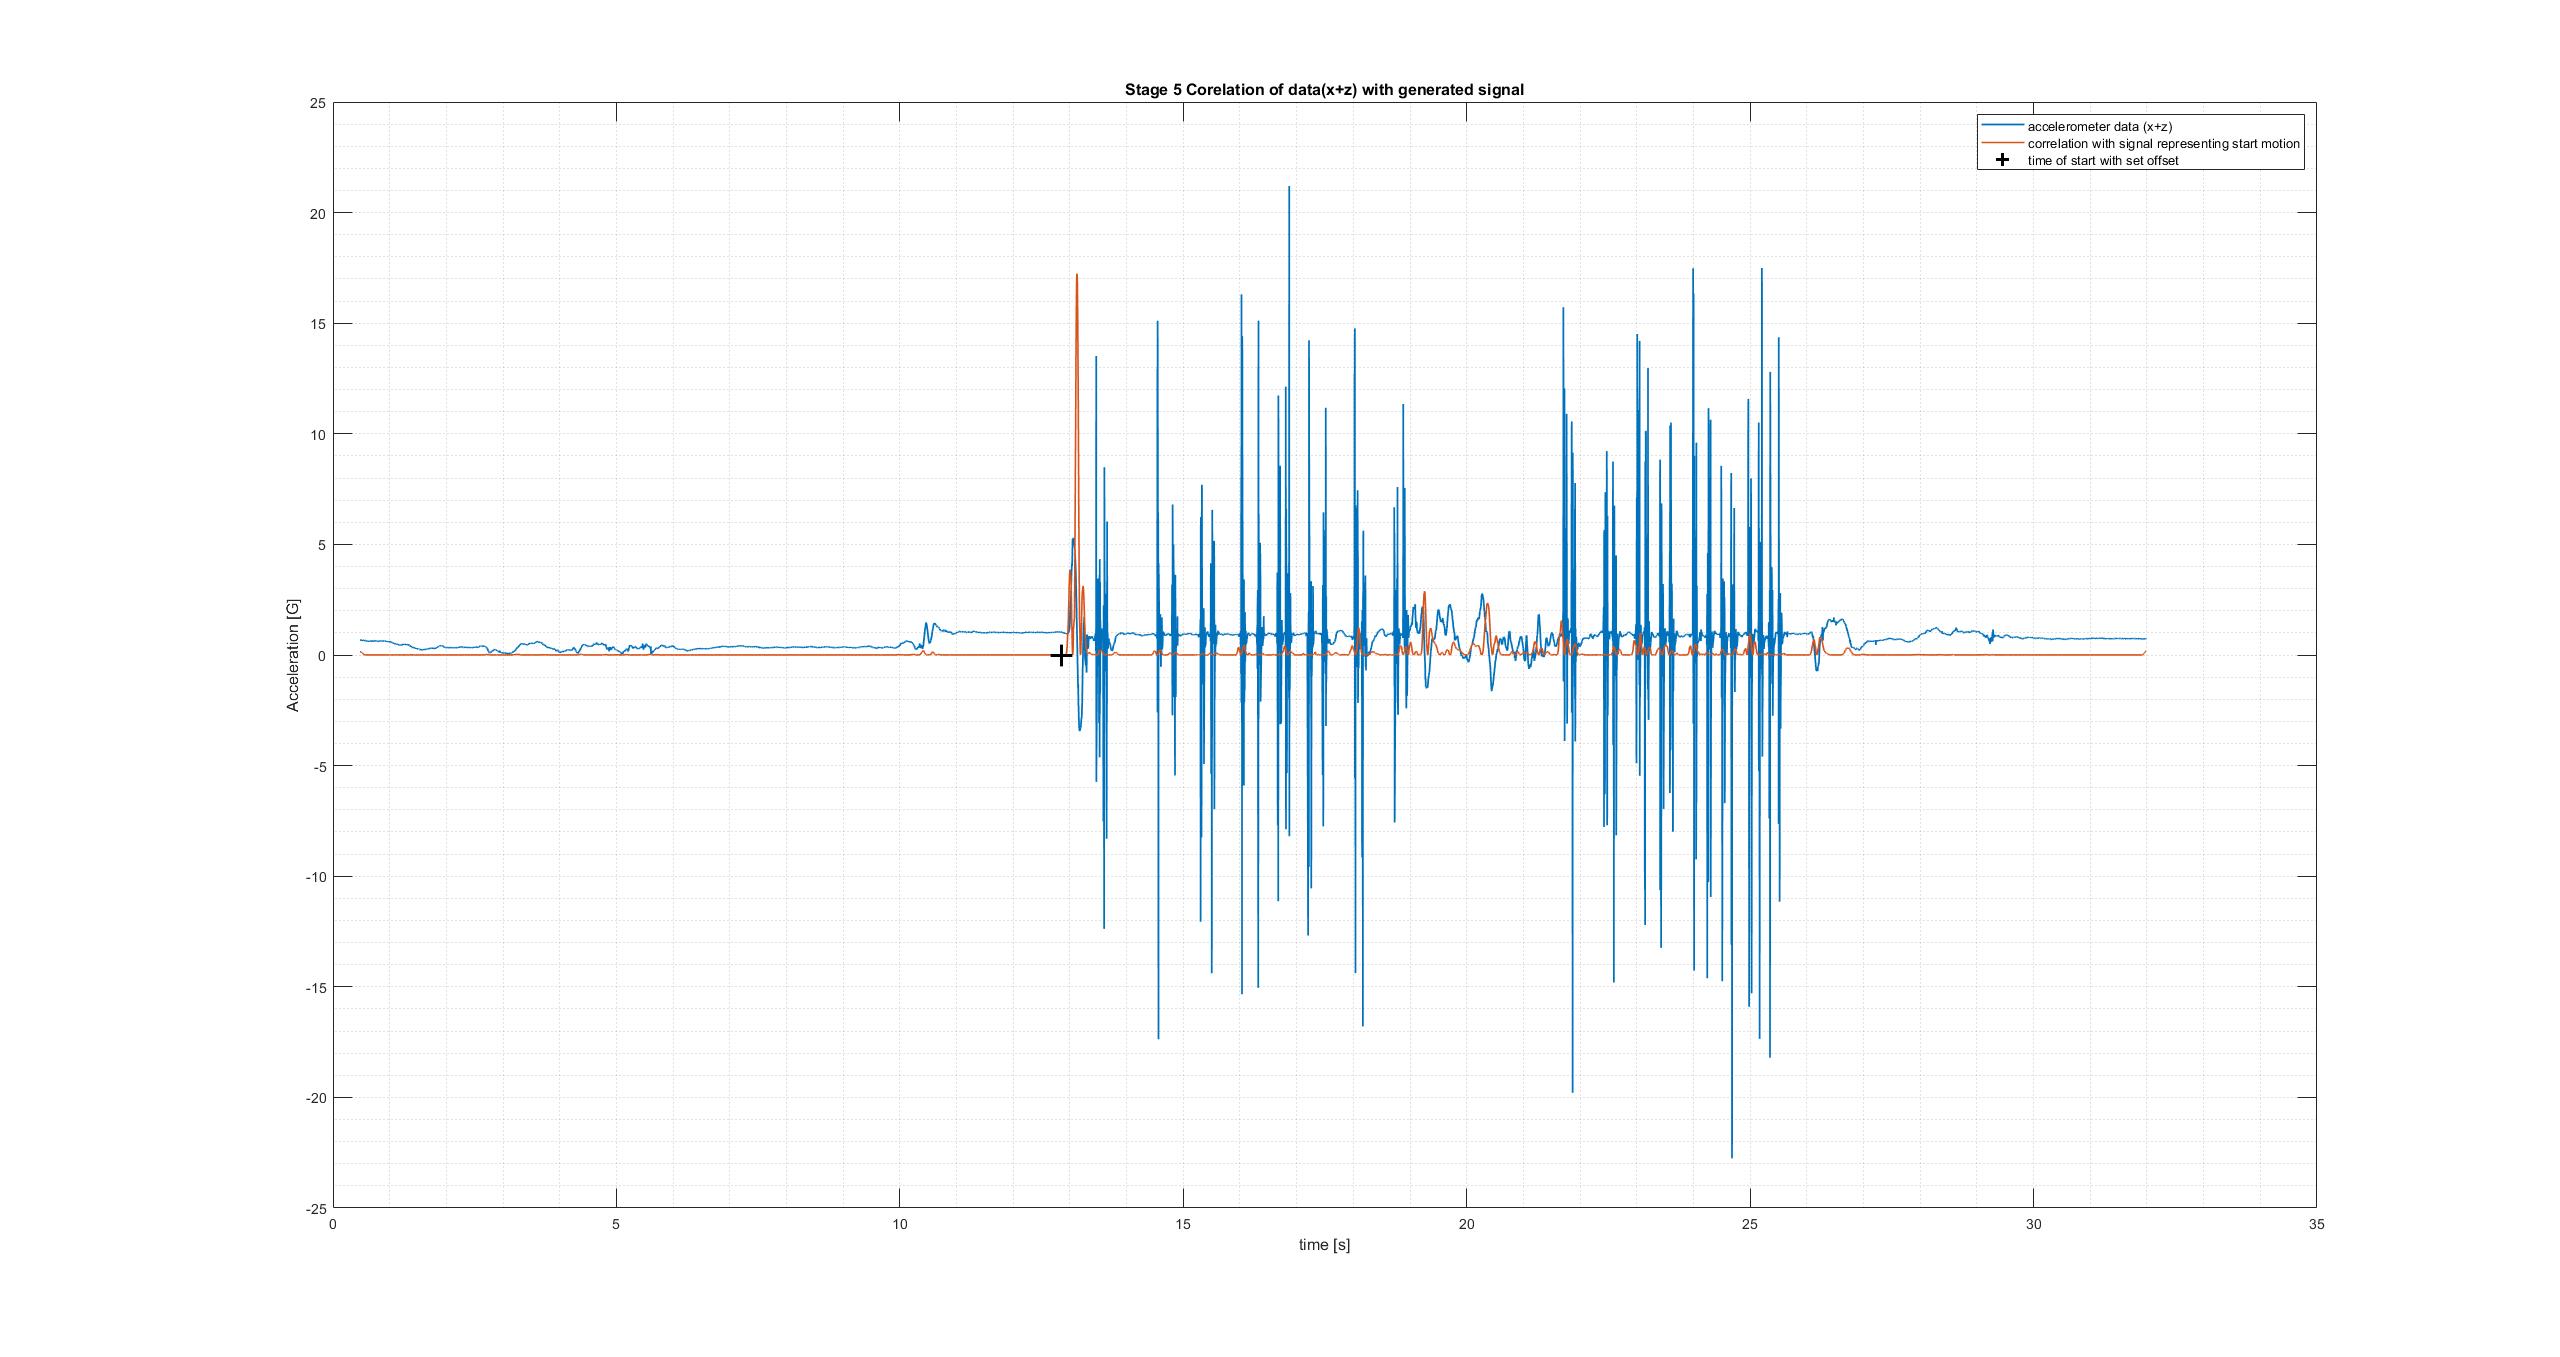 Stage 5 Corelation of data(x+z) with generated signal
accelerometer data (x+z)
correlation with signal representing start motion
time of start with set offset
Acceleration [G]
25
20
15
10
5
0
-5
-10
-15
-20
-25
0 5 10 15 20 25 30 35
time [s]